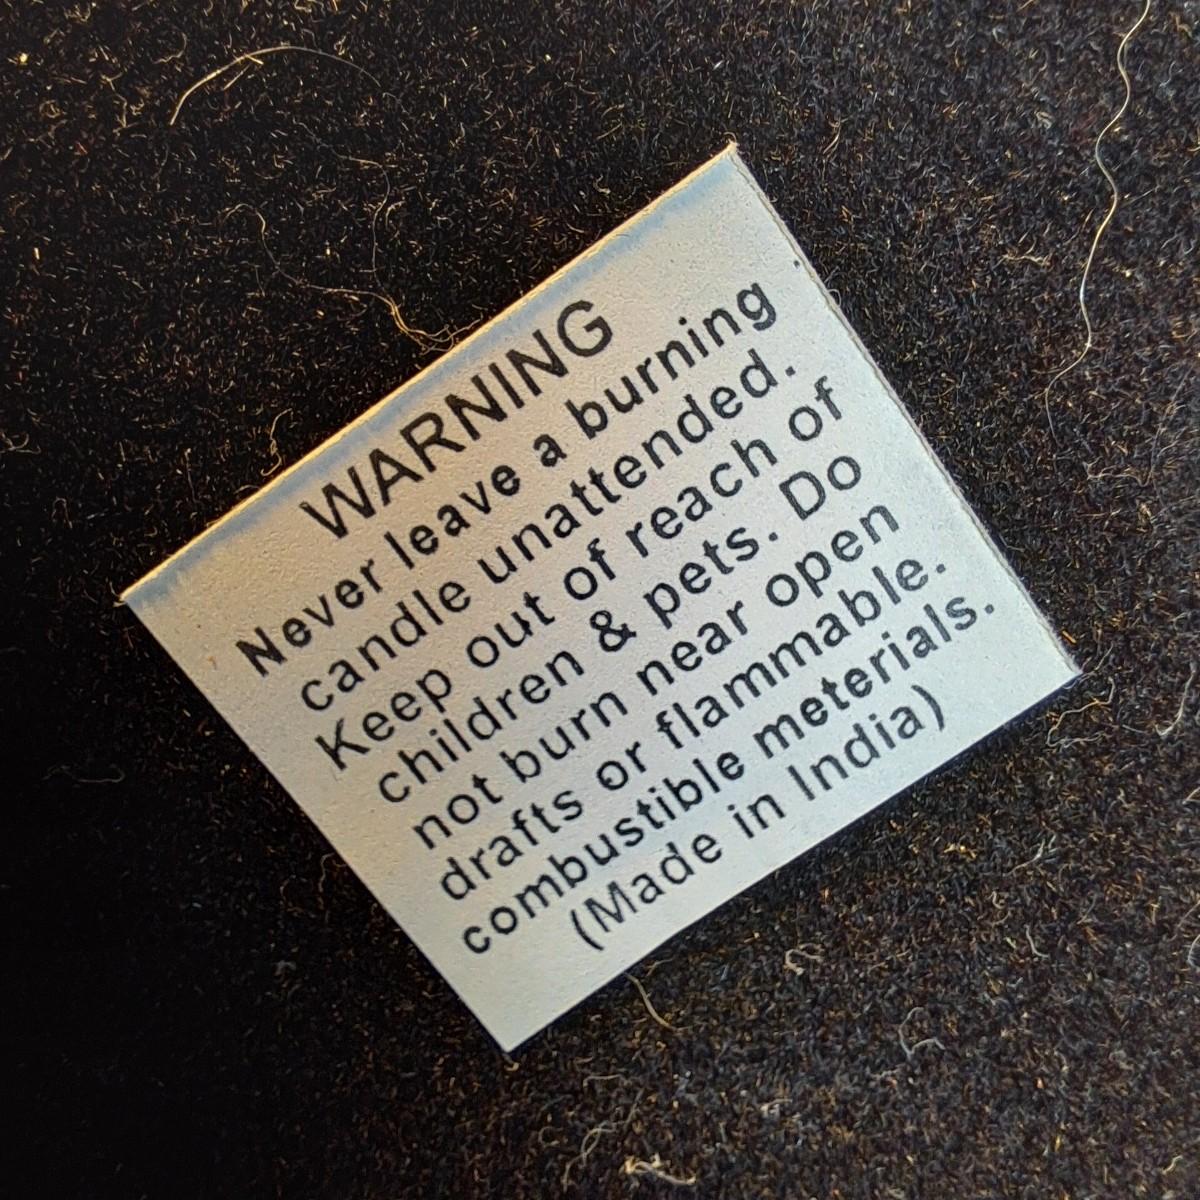 WARNING
Never leave a burning
candle unattended.
Keep out of reach of
children & pets. Do
not burn near open
drafts or flammable.
combustible meterials.
(Made in India)